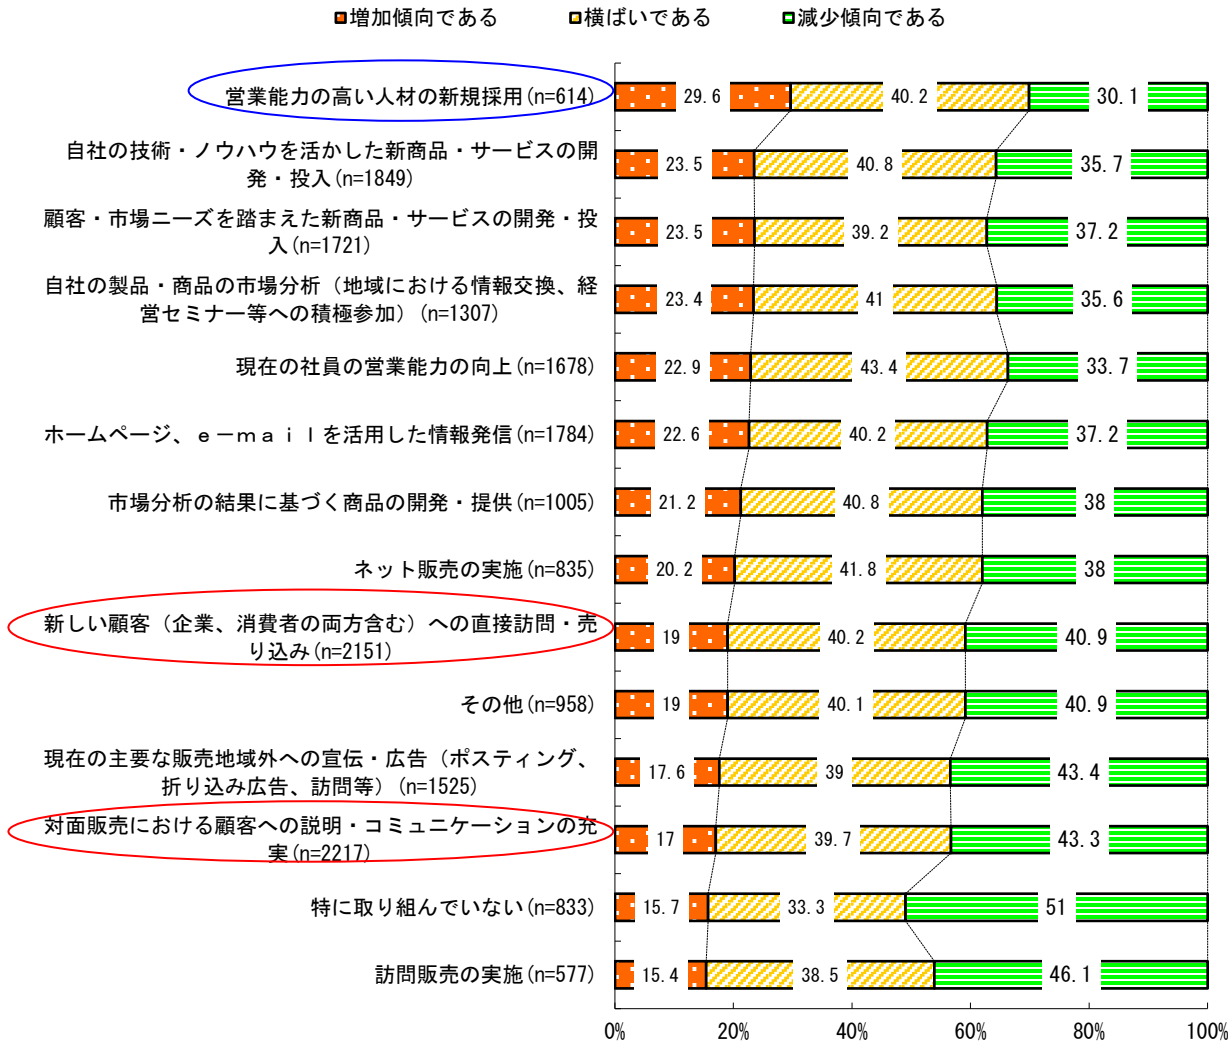 増加傾向である 横ばいである 減少傾向である
営業能力の高い人材の新規採用(n=614) 29.6 40.2 30.1
自社の技術・ノウハウを活かした新商品・サービスの開
発・投入(n=1849) 23.5 40.8 35.7
顧客・市場ニーズを踏まえた新商品・サービスの開発・投
入(n=1721) 23.5 39.2 37.2
自社の製品・商品の市場分析（地域における情報交換、経
営セミナー等への積極参加）(n=1307) 23.4 41 35.6
現在の社員の営業能力の向上(n=1678) 22.9 43.4 33.7
ホームページ、ｅ－ｍａｉｌを活用した情報発信(n=1784) 22.6 40.2 37.2
市場分析の結果に基づく商品の開発・提供(n=1005) 21.2 40.8 38
ネット販売の実施(n=835) 20.2 41.8 38
新しい顧客（企業、消費者の両方含む）への直接訪問・売
り込み(n=2151) 19 40.2 40.9
その他(n=958) 19 40.1 40.9
現在の主要な販売地域外への宣伝・広告（ポスティング、
折り込み広告、訪問等）(n=1525) 17.6 39 43.4
対面販売における顧客への説明・コミュニケーションの充
実(n=2217) 17 39.7 43.3
特に取り組んでいない(n=833) 15.7 33.3 51
訪問販売の実施(n=577) 15.4 38.5 46.1
0% 20% 40% 60% 80% 100%